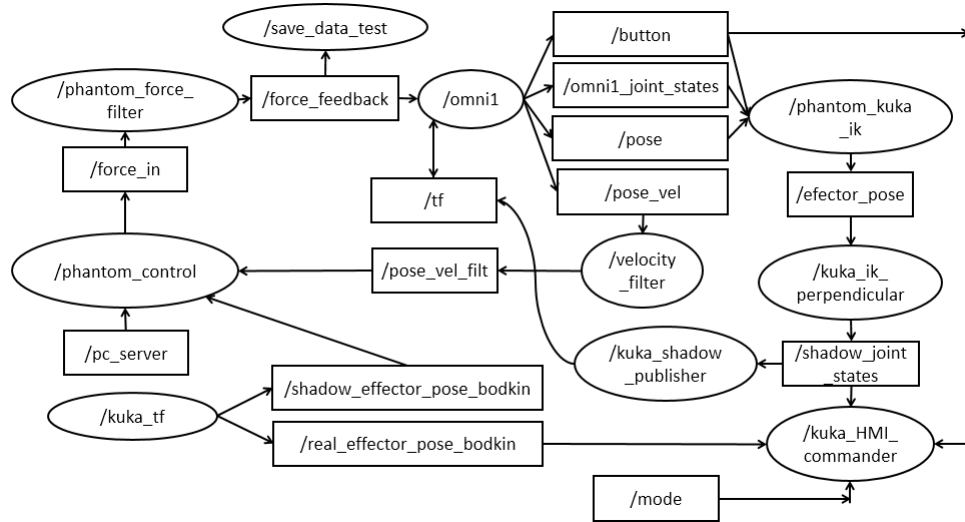 /save_data_test
/button
/phantom_force_
filter
/force_feedback
/omni1
/omni1_joint_states
/phantom_kuka
_ik
/pose
/force_in
/tf
/pose_vel
/efector_pose
/phantom_control
/pose_vel_filt
/velocity
_filter
/kuka_ik_
perpendicular
/pc_server
/kuka_shadow
_publisher
/shadow_joint
_states
/shadow_effector_pose_bodkin
/kuka_tf
/real_effector_pose_bodkin
/kuka_HMI_
commander
/mode